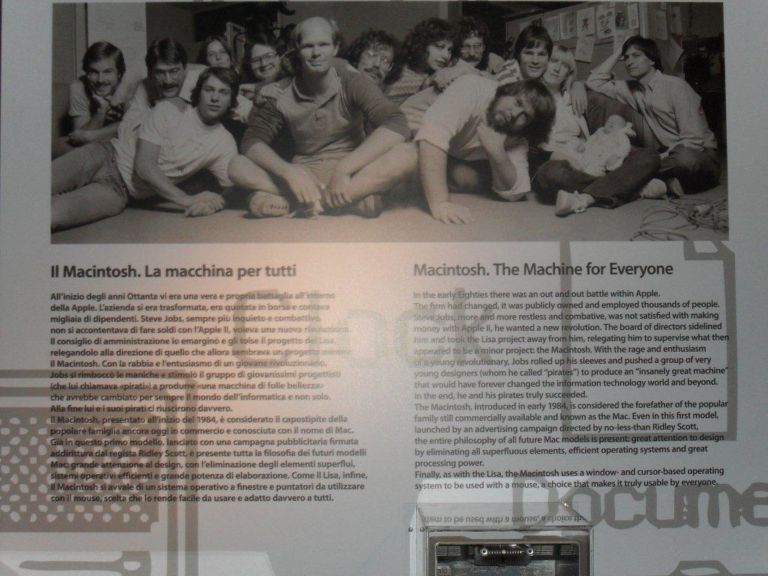 Il Macintosh. La macchina per tutti
All'inizio degli anni Ottanta vi era una vera e propria battaglia all'interno
della Apple. L'azienda si era trasformata, era quotata in borsa e contava
migliaia di dipendenti. Steve Jobs, sempre più inquieto e combattivo,
non si accontentava di fare soldi con l'Apple II, voleva una nuova rivoluzione.
Il consiglio di amministrazione lo emarginò e gli tolse il progetto del Lisa,
relegandolo alla direzione di quello che allora sembrava un progetto minore:
il Macintosh. Con la rabbia e l'entusiasmo di un giovane rivoluzionario,
Jobs si rimboccò le maniche e stimolò il gruppo di giovanissimi progettisti
(che lui chiamava «pirati») a produrre «una macchina di folle bellezza»
che avrebbe cambiato per sempre il mondo dell'informatica e non solo.
Alla fine lui e i suoi pirati ci riuscirono davvero.
Il Macintosh, presentato all'inizio del 1984, è considerato il capostipite della
popolare famiglia ancora oggi in commercio e conosciuta con il nome di Mac.
Già in questo primo modello, lanciato con una campagna pubblicitaria firmata
addirittura dal regista Ridley Scott, è presente tutta la filosofia dei futuri modelli
Mac: grande attenzione al design, con l'eliminazione degli elementi superflui,
sistemi operativi efficienti e grande potenza di elaborazione. Come il Lisa, infine,
il Macintosh si avvale di un sistema operativo a finestre e puntatori da utilizzare
con il mouse, scelta che lo rende facile da usare e adatto davvero a tutti.
Macintosh. The Machine for Everyone
In the early Eighties there was an out and out battle within Apple.
The firm had changed, it was publicly owned and employed thousands of people.
Steve Jobs, more and more restless and combative, was not satisfied with making
money with Apple II, he wanted a new revolution. The board of directors sidelined
him and took the Lisa project away from him, relegating him to supervise what then
appeared to be a minor project: the Macintosh. With the rage and enthusiasm
of a young revolutionary, Jobs rolled up his sleeves and pushed a group of very
young designers (whom he called "pirates") to produce an "insanely great machine"
that would have forever changed the information technology world and beyond.
In the end, he and his pirates truly succeeded.
The Macintosh, introduced in early 1984, is considered the forefather of the popular
family still commercially available and known as the Mac. Even in this first model,
launched by an advertising campaign directed by no-less-than Ridley Scott,
the entire philosophy of all future Mac models is present: great attention to design
by eliminating all superfluous elements, efficient operating systems and great
processing power.
Finally, as with the Lisa, the Macintosh uses a window- and cursor-based operating
system to be used with a mouse, a choice that makes it truly usable by everyone.
Docume